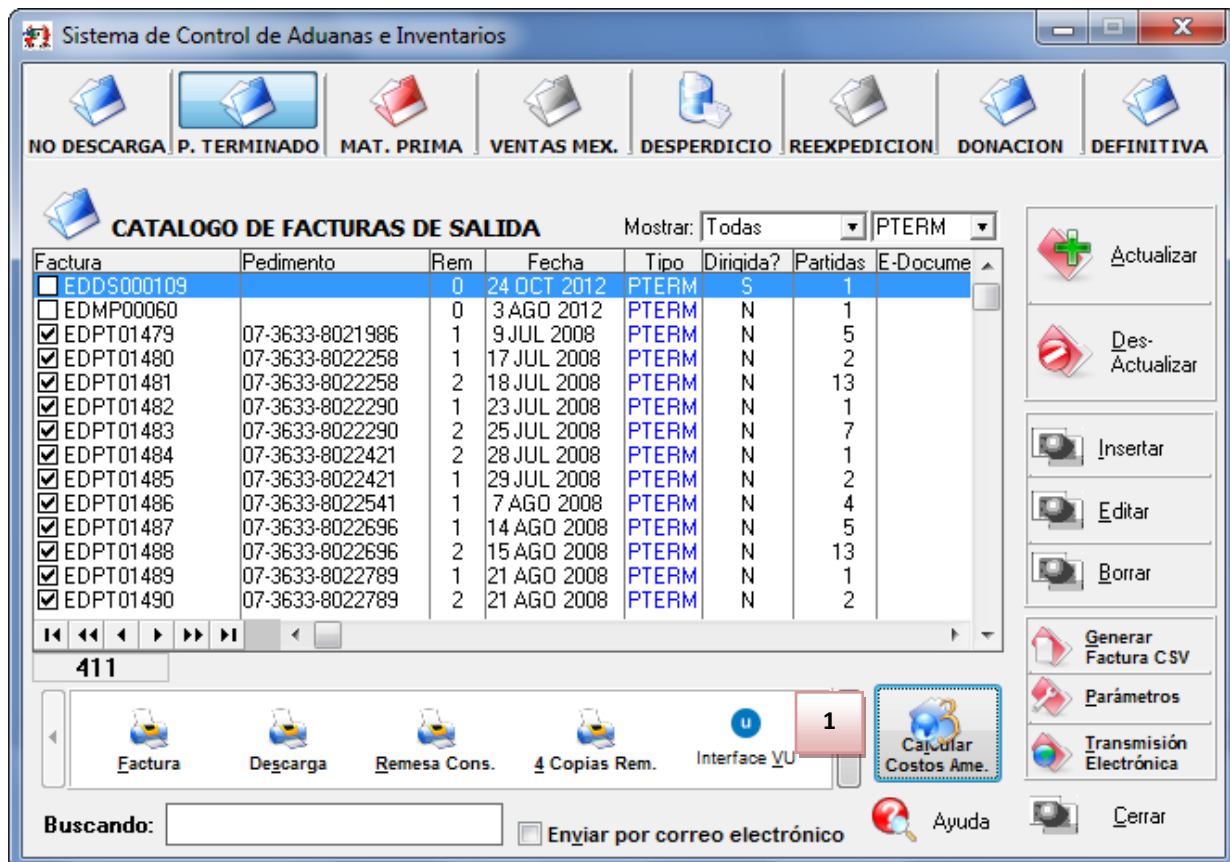 Sistema de Control de Aduanas e Inventarios
X
NO DESCARGA P. TERMINADO MAT. PRIMA VENTAS MEX. DESPERDICIO REEXPEDICION DONACION DEFINITIVA
CATALOGO DE FACTURAS DE SALIDA Mostrar: Todas PTERM
Factura Pedimento Rem Fecha Tipo Dirigida? Partidas E-Docume
EDDS000109 0 24 OCT 2012 PTERM S 1
EDMP00060 0 3 AGO 2012 PTERM N 1
EDPT01479 07-3633-8021986 1 9 JUL 2008 PTERM N 5
EDPT01480 07-3633-8022258 1 17 JUL 2008 PTERM N 2
EDPT01481 07-3633-8022258 2 18 JUL 2008 PTERM N 13
EDPT01482 07-3633-8022290 1 23 JUL 2008 PTERM N 1
EDPT01483 07-3633-8022290 2 25 JUL 2008 PTERM N 7
EDPT01484 07-3633-8022421 2 28 JUL 2008 PTERM N 1
EDPT01485 07-3633-8022421 1 29 JUL 2008 PTERM N 2
EDPT01486 07-3633-8022541 1 7 AGO 2008 PTERM N 4
EDPT01487 07-3633-8022696 1 14 AGO 2008 PTERM N 5
EDPT01488 07-3633-8022696 2 15 AGO 2008 PTERM N 13
EDPT01489 07-3633-8022789 1 21 AGO 2008 PTERM N 1
EDPT01490 07-3633-8022789 2 21 AGO 2008 PTERM N 2
411
Factura Descarga Remesa Cons. 4 Copias Rem. u Interface VU
1
Calcular
Costos Ame.
Buscando: Enviar por correo electrónico Ayuda
Actualizar
Des-
Actualizar
Insertar
Editar
Borrar
Generar
Factura CSV
Parámetros
Transmisión
Electrónica
Cerrar